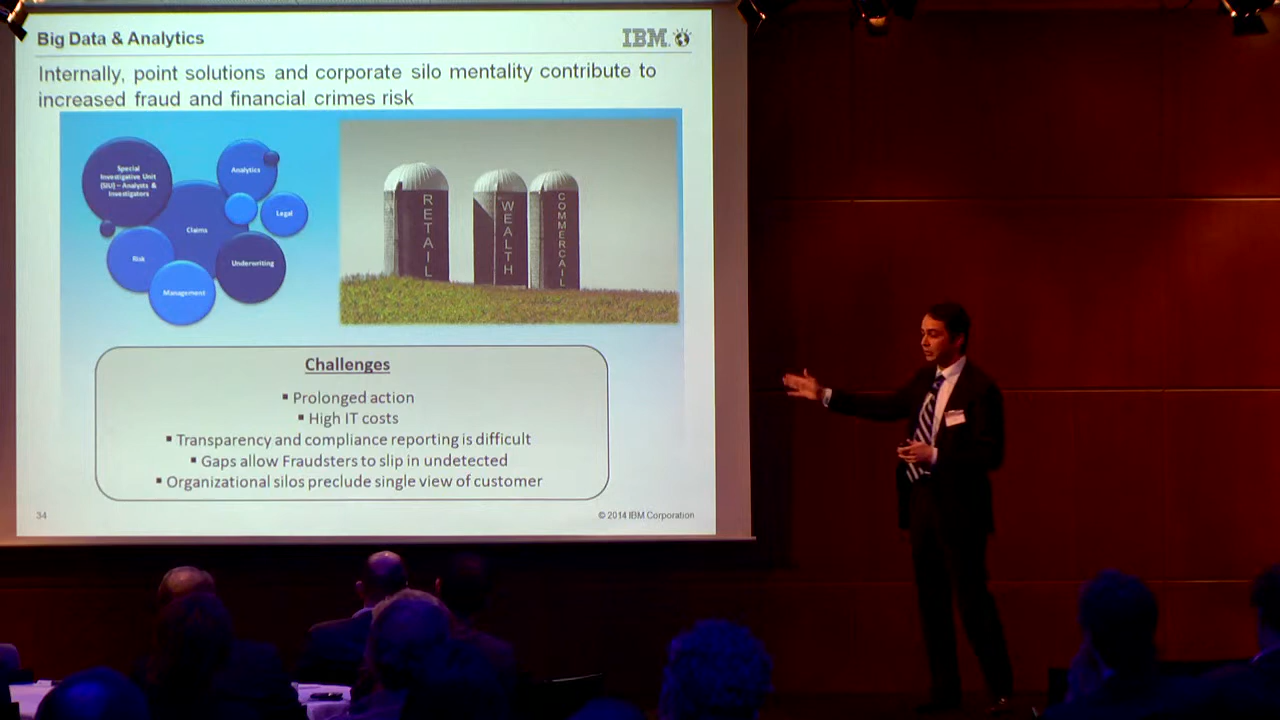 Big Data & Analytics
IBM
Internally, point solutions and corporate silo mentality contribute to
increased fraud and financial crimes risk
Special
Investigative Unit
(SIU) – Analysts &
Investigators
Analytics
Legal
Claims
Risk
Underwriting
Management
RETAIL
WEALTH
COMMERCAIL
Challenges
▪ Prolonged action
▪ High IT costs
▪ Transparency and compliance reporting is difficult
▪ Gaps allow Fraudsters to slip in undetected
▪ Organizational silos preclude single view of customer
34
© 2014 IBM Corporation